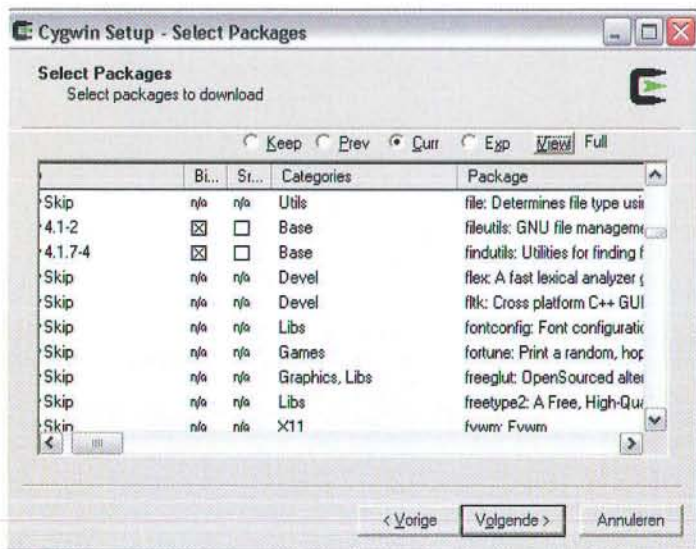 Cygwin Setup - Select Packages
Select Packages
Select packages to download
Keep Prev Curr Exp View Full
Bi... Sr... Categories Package
Skip n/a n/a Utils file: Determines file type usin
4.1-2 Base fileutils: GNU file manageme
4.1.7-4 Base findutils: Utilities for finding f
Skip n/a n/a Devel flex: A fast lexical analyzer g
Skip n/a n/a Devel fltk: Cross platform C++ GUI
Skip n/a n/a Libs fontconfig: Font configuratio
Skip n/a n/a Games fortune: Print a random, hop
Skip n/a n/a Graphics, Libs freeglut: OpenSourced alter
Skip n/a n/a Libs freetype2: A Free, High-Qua
Skip n/a n/a X11 fvwm: Fvwm
< Vorige Volgende > Annuleren